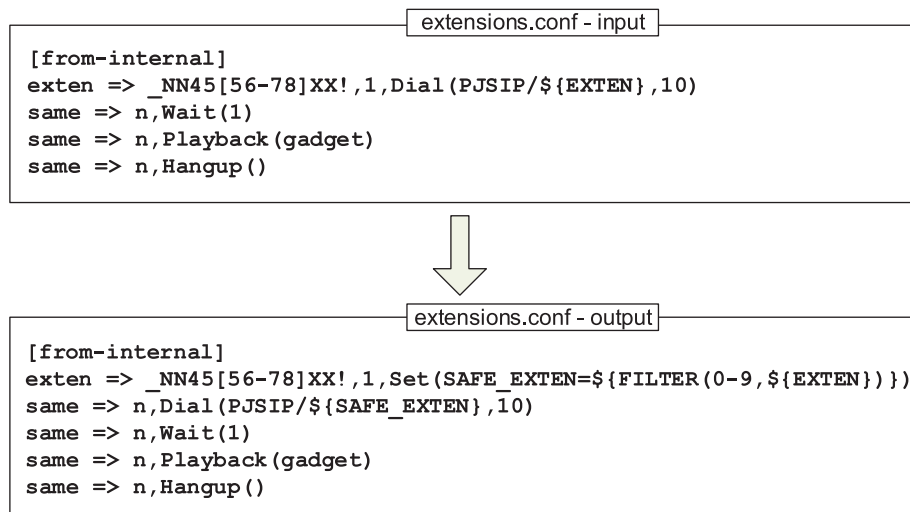 extensions.conf - input
[from-internal]
exten => _NN45[56-78]XX!,1,Dial(PJSIP/${EXTEN},10)
same => n,Wait(1)
same => n,Playback(gadget)
same => n,Hangup()
extensions.conf - output
[from-internal]
exten => _NN45[56-78]XX!,1,Set(SAFE_EXTEN=${FILTER(0-9,${EXTEN})})
same => n,Dial(PJSIP/${SAFE_EXTEN},10)
same => n,Wait(1)
same => n,Playback(gadget)
same => n,Hangup()